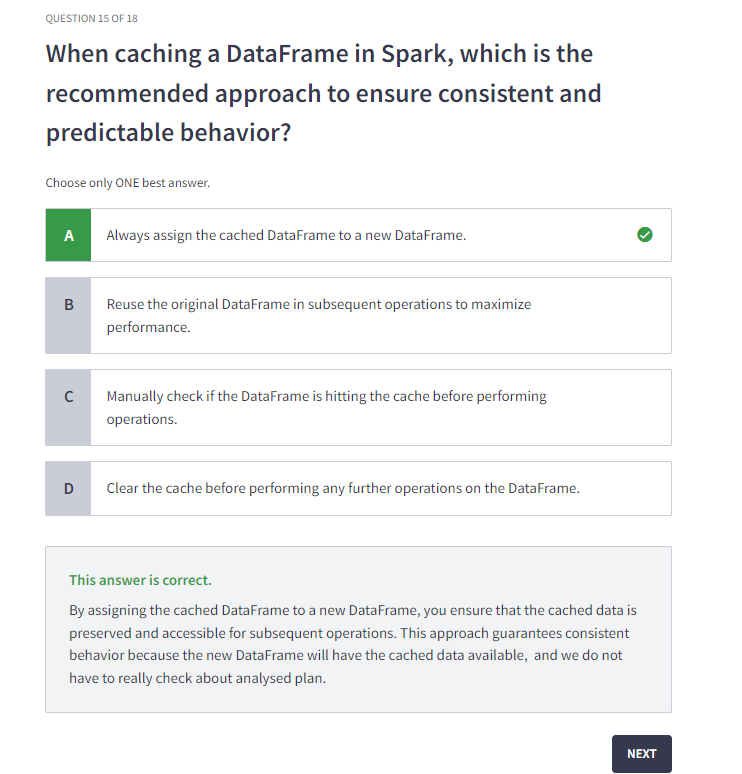 QUESTION 15 OF 18
When caching a DataFrame in Spark, which is the
recommended approach to ensure consistent and
predictable behavior?
Choose only ONE best answer.
A
Always assign the cached DataFrame to a new DataFrame.
B
Reuse the original DataFrame in subsequent operations to maximize
performance.
C
Manually check if the DataFrame is hitting the cache before performing
operations.
D
Clear the cache before performing any further operations on the DataFrame.
This answer is correct.
By assigning the cached DataFrame to a new DataFrame, you ensure that the cached data is
preserved and accessible for subsequent operations. This approach guarantees consistent
behavior because the new DataFrame will have the cached data available,  and we do not
have to really check about analysed plan.
NEXT